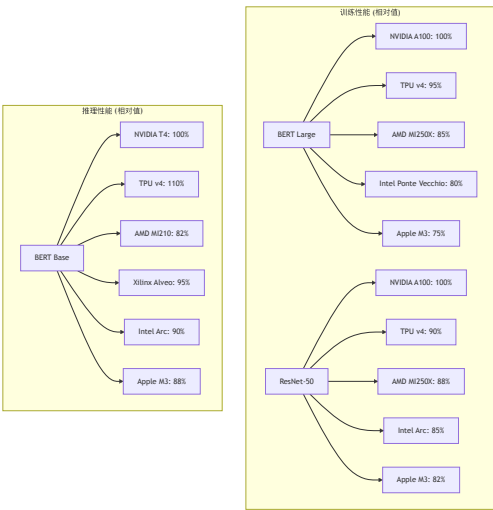 推理性能 (相对值)
BERT Base
NVIDIA T4: 100%
TPU v4: 110%
AMD MI210: 82%
Xilinx Alveo: 95%
Intel Arc: 90%
Apple M3: 88%
训练性能 (相对值)
BERT Large
NVIDIA A100: 100%
TPU v4: 95%
AMD MI250X: 85%
Intel Ponte Vecchio: 80%
Apple M3: 75%
ResNet-50
NVIDIA A100: 100%
TPU v4: 90%
AMD MI250X: 88%
Intel Arc: 85%
Apple M3: 82%